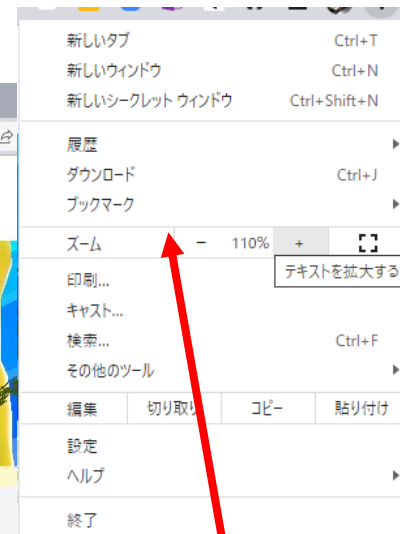 新しいタブ Ctrl+T
新しいウィンドウ Ctrl+N
新しいシークレット ウィンドウ Ctrl+Shift+N
履歴
ダウンロード Ctrl+J
ブックマーク
ズーム - 110% +
テキストを拡大する
印刷...
キャスト...
検索... Ctrl+F
その他のツール
編集 切り取り コピー 貼り付け
設定
ヘルプ
終了